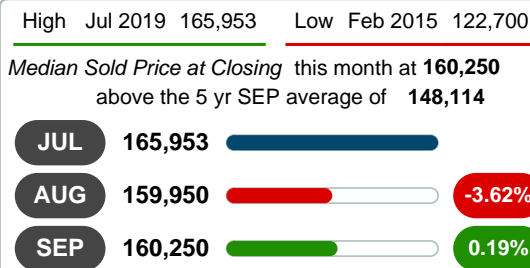 High Jul 2019 165,953 Low Feb 2015 122,700
Median Sold Price at Closing this month at 160,250
above the 5 yr SEP average of 148,114
JUL 165,953
AUG 159,950 -3.62%
SEP 160,250 0.19%